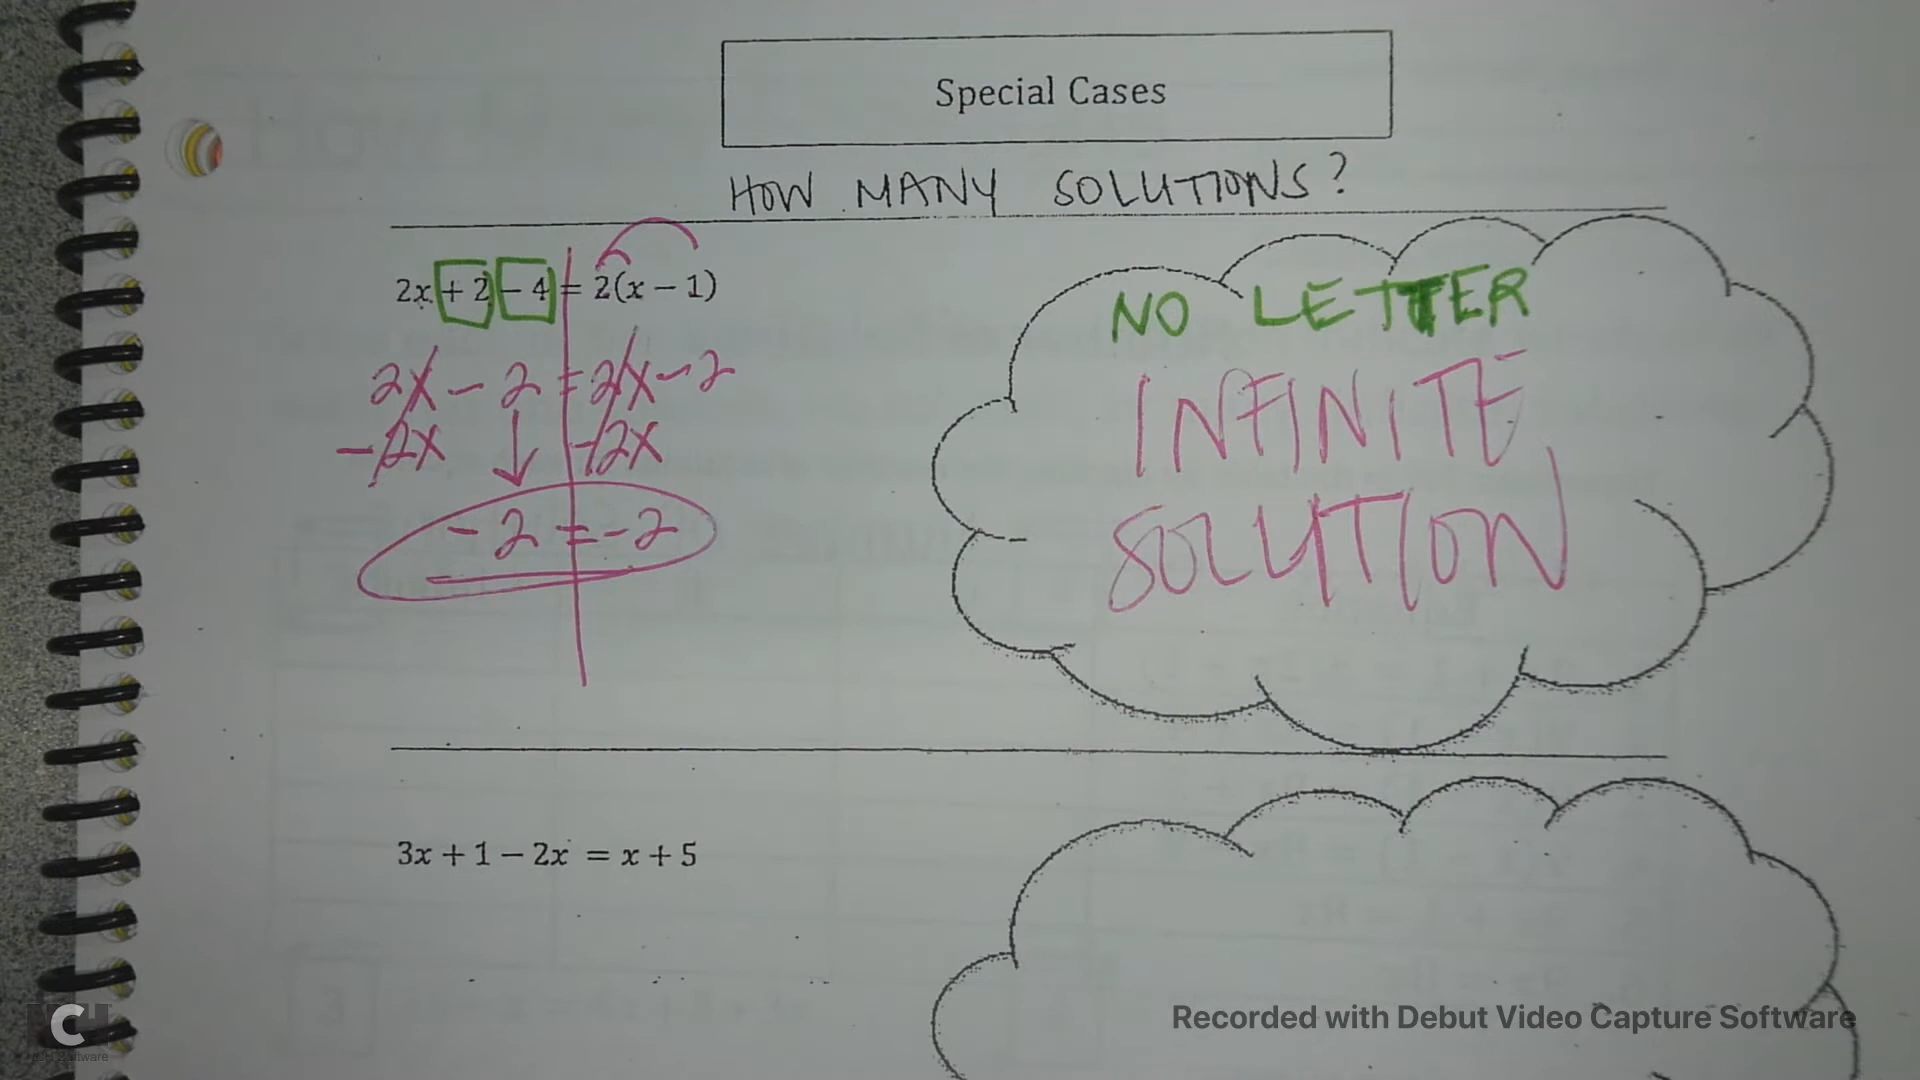 Special Cases
HOW MANY SOLUTIONS?
2x + 2 - 4 = 2(x - 1)
2x - 2 = 2x - 2
-2x -2x
-2 = -2
NO LETTER
INFINITE
SOLUTION
3x + 1 - 2x = x + 5
Recorded with Debut Video Capture Software